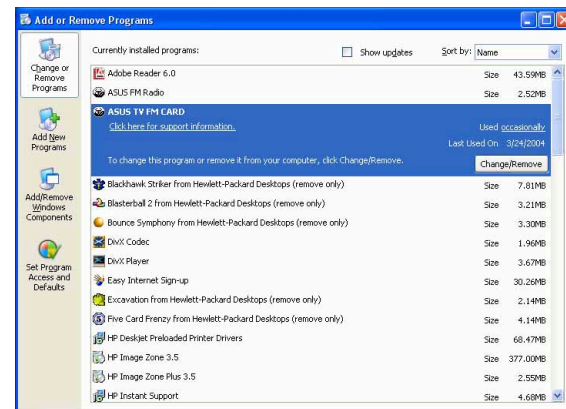 Add or Remove Programs
Change or
Remove
Programs
Add New
Programs
Add/Remove
Windows
Components
Set Program
Access and
Defaults
Currently installed programs:
Show updates
Sort by: Name
Adobe Reader 6.0 Size 43.59MB
ASUS FM Radio Size 2.52MB
ASUS TV FM CARD
Click here for support information. Used occasionally
Last Used On 3/24/2004
To change this program or remove it from your computer, click Change/Remove. Change/Remove
Blackhawk Striker from Hewlett-Packard Desktops (remove only) Size 7.81MB
Blasterball 2 from Hewlett-Packard Desktops (remove only) Size 3.21MB
Bounce Symphony from Hewlett-Packard Desktops (remove only) Size 3.30MB
DivX Codec Size 1.96MB
DivX Player Size 3.67MB
Easy Internet Sign-up Size 30.26MB
Excavation from Hewlett-Packard Desktops (remove only) Size 2.14MB
Five Card Frenzy from Hewlett-Packard Desktops (remove only) Size 4.14MB
HP Deskjet Preloaded Printer Drivers Size 68.47MB
HP Image Zone 3.5 Size 377.00MB
HP Image Zone Plus 3.5 Size 2.55MB
HP Instant Support Size 4.68MB